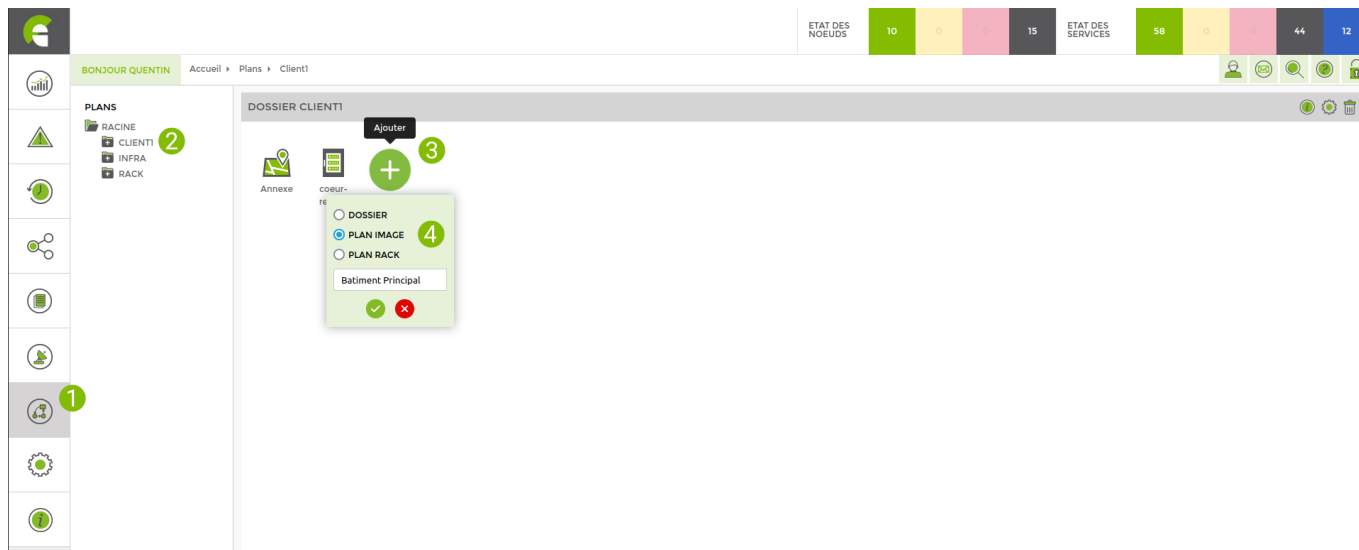 ETAT DES
NOEUDS
10
0
0
15
ETAT DES
SERVICES
58
0
0
44
12
BONJOUR QUENTIN
Accueil Plans Client1
PLANS
DOSSIER CLIENT1
RACINE
CLIENT1
2
INFRA
RACK
Ajouter
3
Annexe
coeur-
DOSSIER
PLAN IMAGE
4
PLAN RACK
Batiment Principal
1